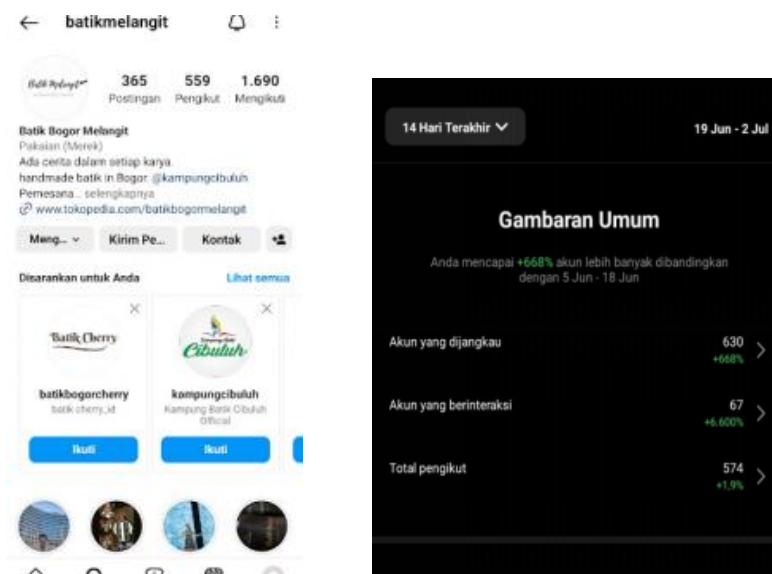 batikmelangit
Batik Melangit
365 559 1.690
Postingan Pengikut Mengikuti
Batik Bogor Melangit
Pakaian (Merek)
Ada cerita dalam setiap karya.
handmade batik in Bogor. @kampungcibuluh
Pemesana... selengkapnya
www.tokopedia.com/batikbogormelangit
Meng... Kirim Pe... Kontak
Disarankan untuk Anda Lihat semua
Batik Cherry
Cibuluh
batikbogorcherry kampungcibuluh
batik cherry_id Kampung Batik Cibuluh
Official
Ikuti Ikuti
14 Hari Terakhir 19 Jun - 2 Jul
Gambaran Umum
Anda mencapai +668% akun lebih banyak dibandingkan
dengan 5 Jun - 18 Jun
Akun yang dijangkau 630
+668%
Akun yang berinteraksi 67
+6.600%
Total pengikut 574
+1,9%